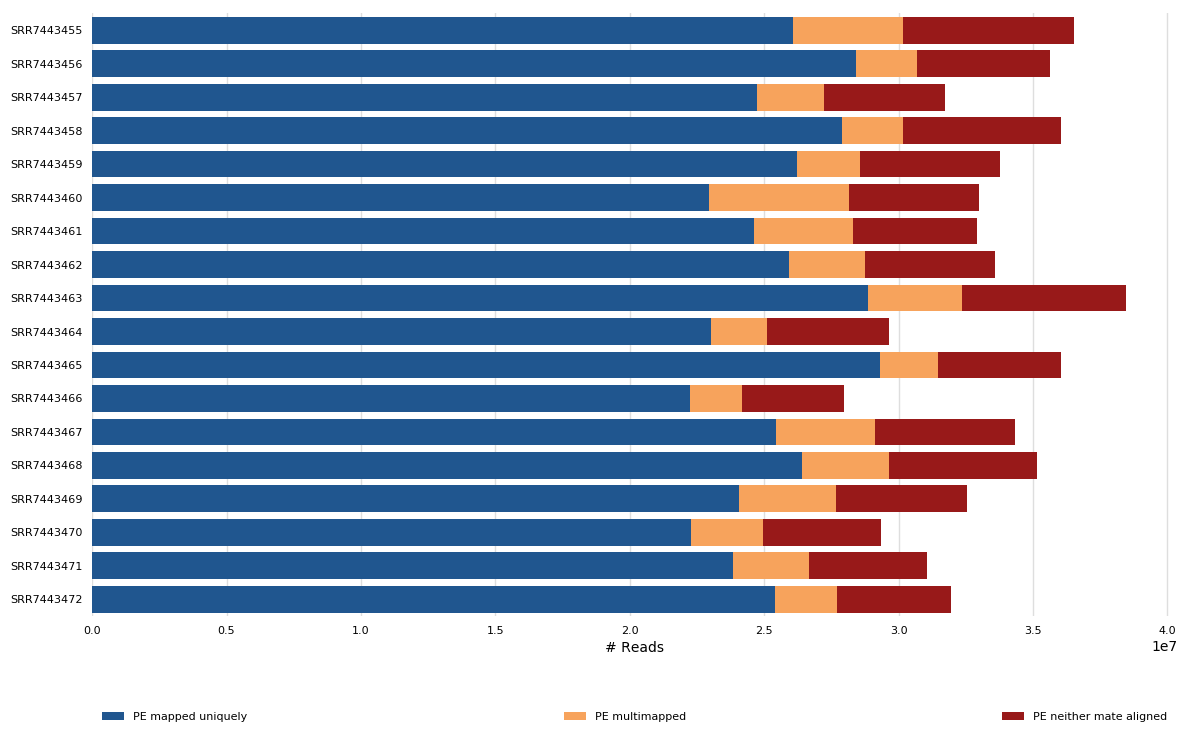 SRR7443455
SRR7443456
SRR7443457
SRR7443458
SRR7443459
SRR7443460
SRR7443461
SRR7443462
SRR7443463
SRR7443464
SRR7443465
SRR7443466
SRR7443467
SRR7443468
SRR7443469
SRR7443470
SRR7443471
SRR7443472
0.0 0.5 1.0 1.5 2.0 2.5 3.0 3.5 4.0
# Reads 1e7
PE mapped uniquely PE multimapped PE neither mate aligned